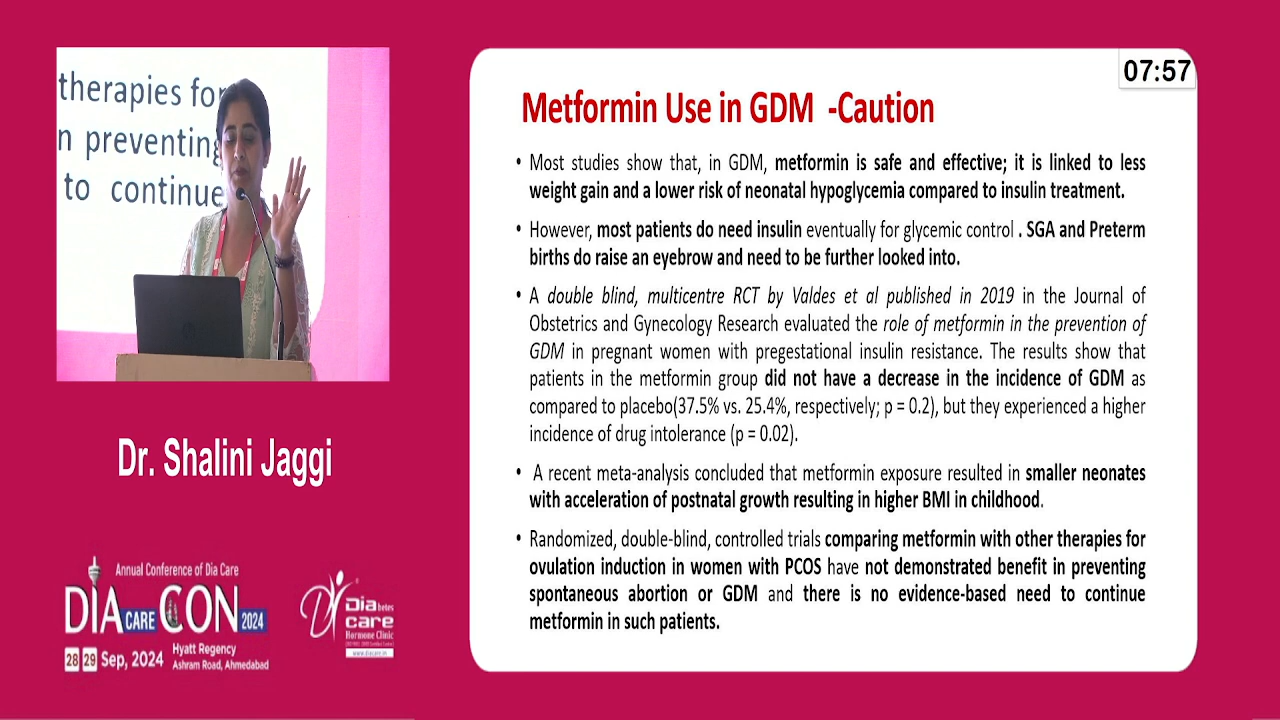 therapies for
n preventing
to continue
07:57
Metformin Use in GDM -Caution
• Most studies show that, in GDM, metformin is safe and effective; it is linked to less
weight gain and a lower risk of neonatal hypoglycemia compared to insulin treatment.
• However, most patients do need insulin eventually for glycemic control . SGA and Preterm
births do raise an eyebrow and need to be further looked into.
• A double blind, multicentre RCT by Valdes et al published in 2019 in the Journal of
Obstetrics and Gynecology Research evaluated the role of metformin in the prevention of
GDM in pregnant women with pregestational insulin resistance. The results show that
patients in the metformin group did not have a decrease in the incidence of GDM as
compared to placebo(37.5% vs. 25.4%, respectively; p = 0.2), but they experienced a higher
incidence of drug intolerance (p = 0.02).
• A recent meta-analysis concluded that metformin exposure resulted in smaller neonates
with acceleration of postnatal growth resulting in higher BMI in childhood.
• Randomized, double-blind, controlled trials comparing metformin with other therapies for
ovulation induction in women with PCOS have not demonstrated benefit in preventing
spontaneous abortion or GDM and there is no evidence-based need to continue
metformin in such patients.
Dr. Shalini Jaggi
Annual Conference of Dia Care
DIA CARE CON 2024
28 29 Sep, 2024
Hyatt Regency
Ashram Road, Ahmedabad
Diabetes
care
Hormone Clinic
www.diacare.in